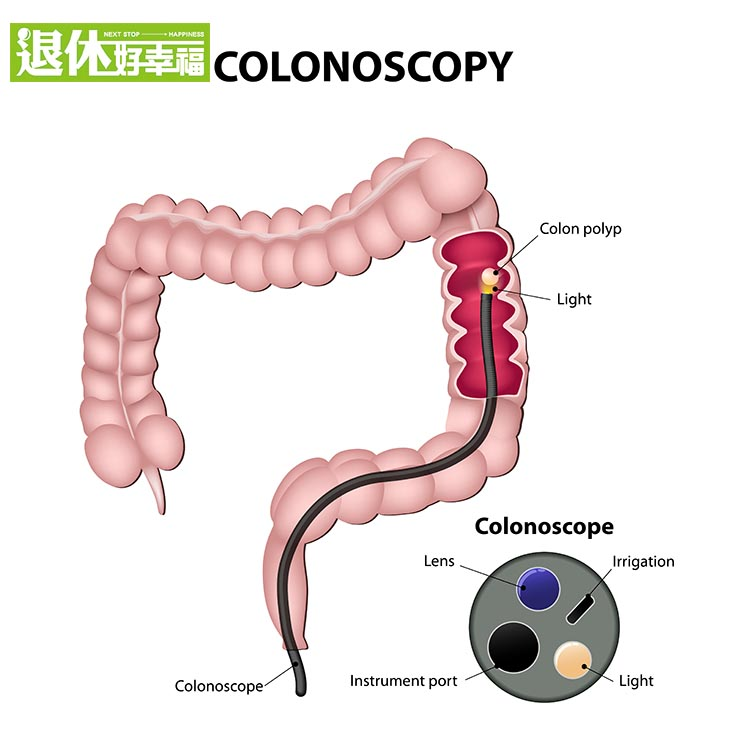 NEXT STOP HAPPINESS
退休好幸福
COLONOSCOPY
Colon polyp
Light
Colonoscope
Lens
Irrigation
Instrument port
Light
Colonoscope